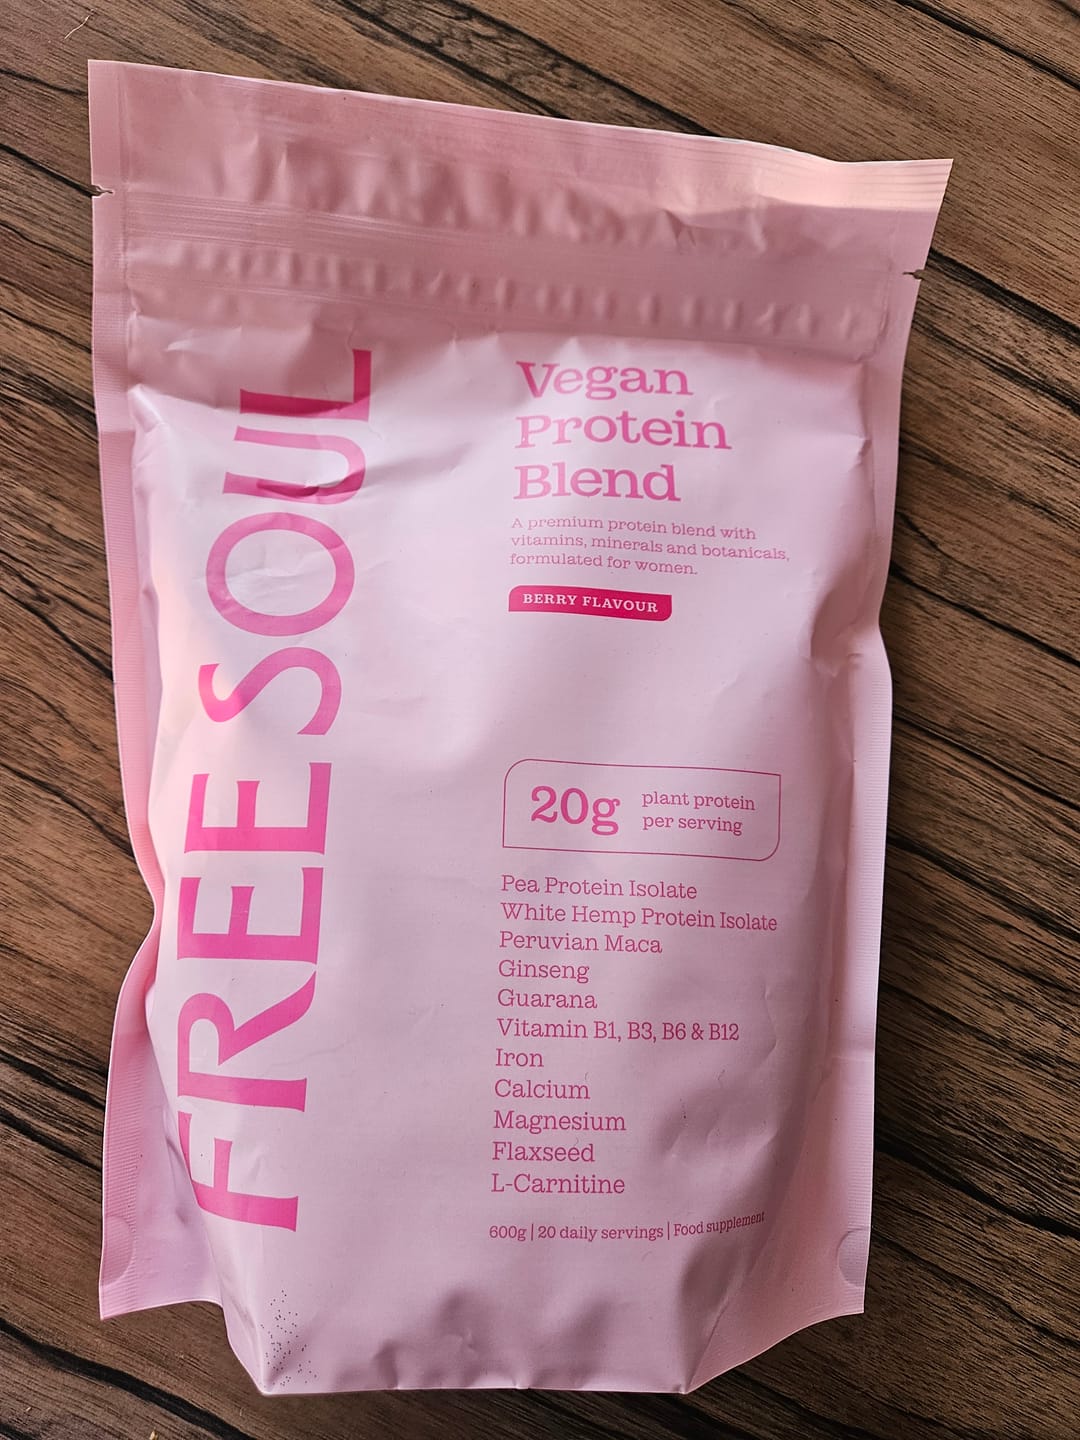 FREE SOUL
Vegan
Protein
Blend
A premium protein blend with
vitamins, minerals and botanicals,
formulated for women.
BERRY FLAVOUR
20g
plant protein
per serving
Pea Protein Isolate
White Hemp Protein Isolate
Peruvian Maca
Ginseng
Guarana
Vitamin B1, B3, B6 & B12
Iron
Calcium
Magnesium
Flaxseed
L-Carnitine
600g | 20 daily servings | Food supplement